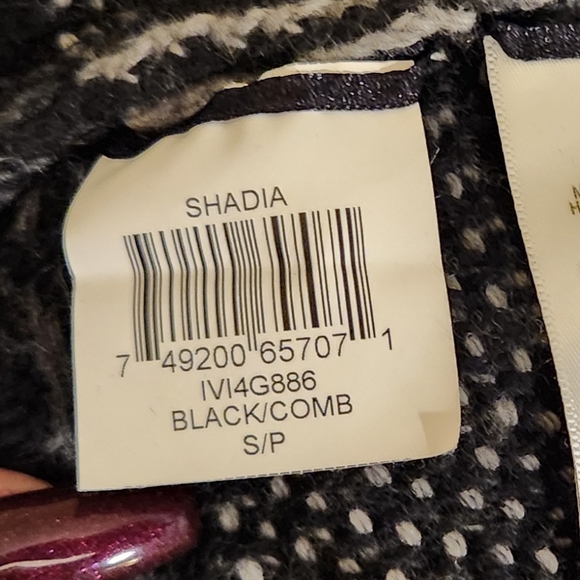 SHADIA
7 49200 65707 1
IVI4G886
BLACK/COMB
S/P